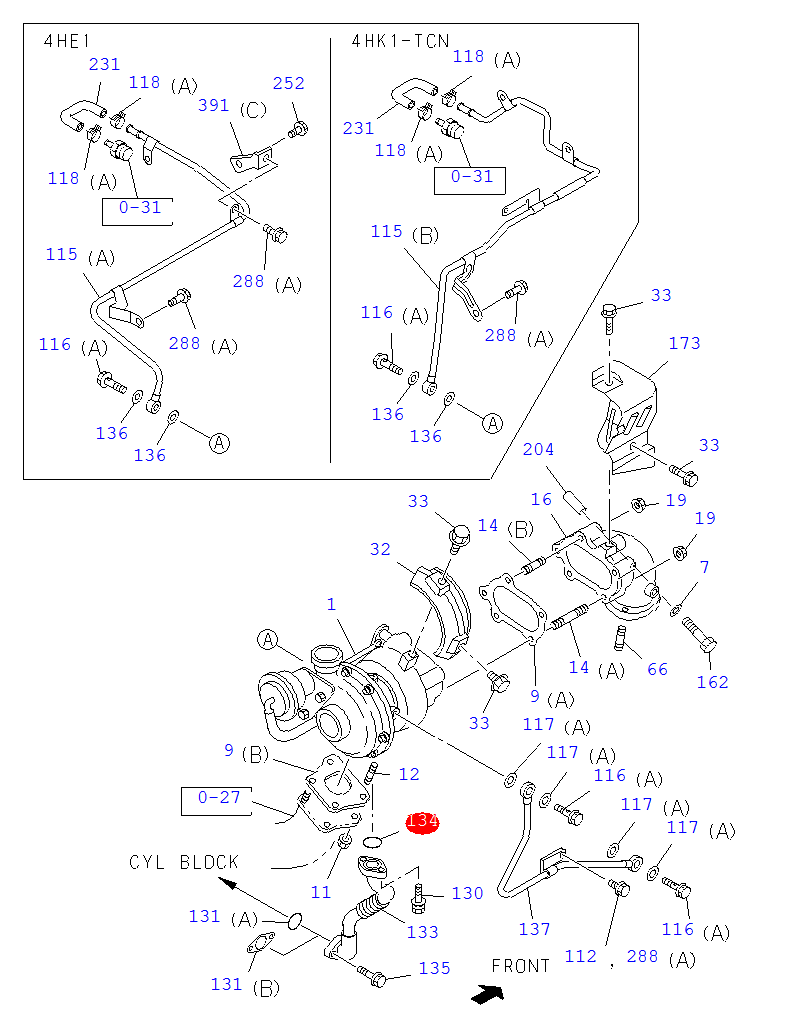 4HE1
4HK1-TCN
231
118 (A)
391 (C)
252
118 (A)
0-31
115 (A)
288 (A)
116 (A)
288 (A)
136
136
A
118 (A)
231
118 (A)
0-31
115 (B)
116 (A)
288 (A)
136
136
A
33
173
33
204
16
19
19
7
14 (B)
33
32
1
A
14 (A)
66
162
9 (A)
33
117 (A)
117 (A)
116 (A)
117 (A)
117 (A)
9 (B)
12
0-27
134
CYL BLOCK
11
130
131 (A)
133
137
116 (A)
131 (B)
135
FRONT
112 , 288 (A)